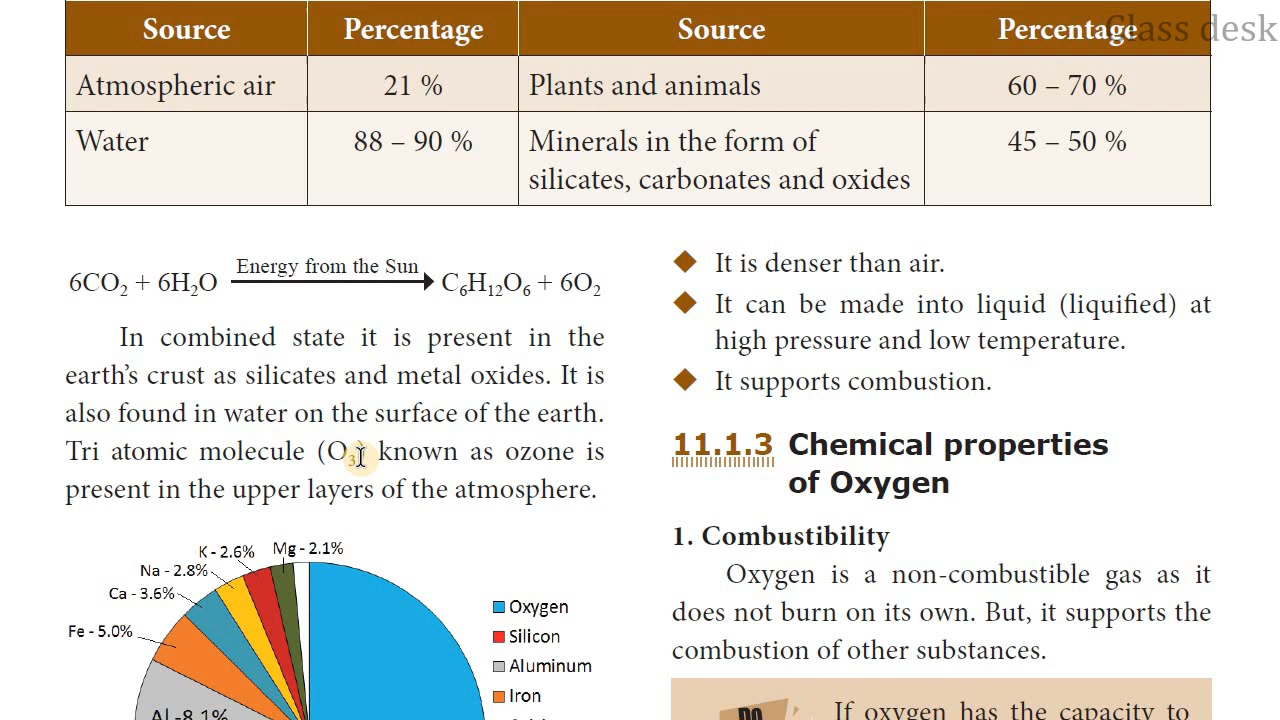 Class desk
Source Percentage Source Percentage
Atmospheric air 21 % Plants and animals 60 – 70 %
Water 88 – 90 % Minerals in the form of
silicates, carbonates and oxides 45 – 50 %
6CO₂ + 6H₂O Energy from the Sun C₆H₁₂O₆ + 6O₂
In combined state it is present in the
earth's crust as silicates and metal oxides. It is
also found in water on the surface of the earth.
Tri atomic molecule (O₃) known as ozone is
present in the upper layers of the atmosphere.
K - 2.6% Mg - 2.1%
Na - 2.8%
Ca - 3.6%
Fe - 5.0%
Al -8.1%
Oxygen
Silicon
Aluminum
Iron
It is denser than air.
It can be made into liquid (liquified) at
high pressure and low temperature.
It supports combustion.
11.1.3 Chemical properties
of Oxygen
1. Combustibility
Oxygen is a non-combustible gas as it
does not burn on its own. But, it supports the
combustion of other substances.
If oxygen has the capacity to